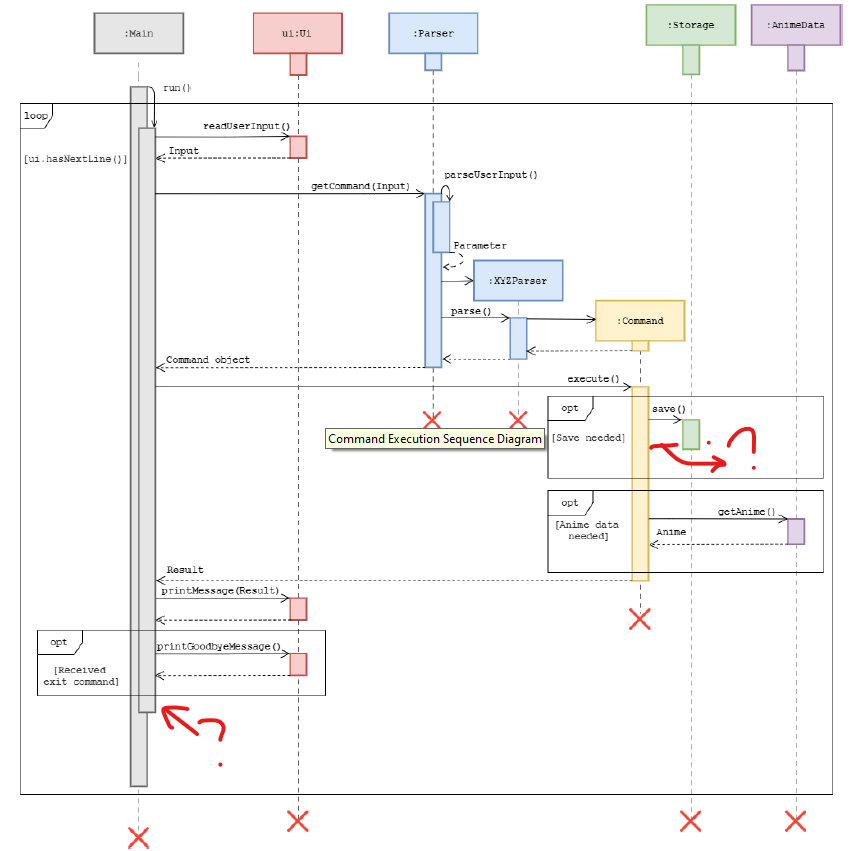 :Main
ui:Ui
:Parser
:Storage
:AnimeData
run()
loop
readUserInput()
Input
[ui.hasNextLine()]
parseUserInput()
getCommand(Input)
Parameter
:XYZParser
parse()
:Command
Command object
execute()
opt
save()
[Save needed]
Command Execution Sequence Diagram
?
opt
getAnime()
[Anime data
needed]
Anime
Result
printMessage(Result)
opt
printGoodbyeMessage()
[Received
exit command]
?